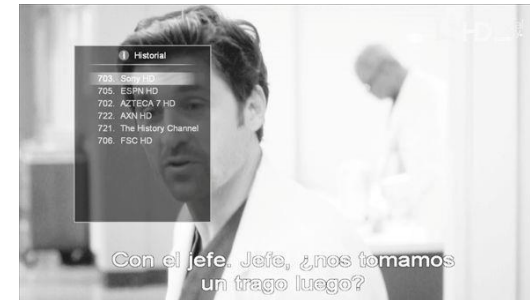 Historial
703. Sony HD
705. ESPN HD
702. AZTECA 7 HD
722. AXN HD
721. The History Channel
706. FSC HD
Con el jefe. Jefe, ¿nos tomamos
un trago luego?